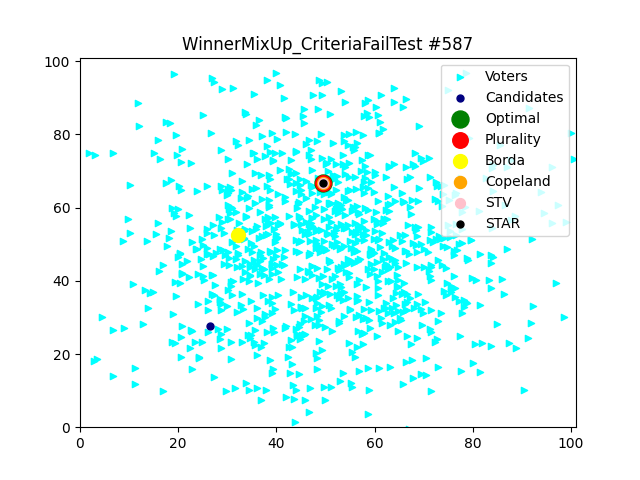 WinnerMixUp_CriteriaFailTest #587
100
80
60
40
20
0
0
20
40
60
80
100
Voters
Candidates
Optimal
Plurality
Borda
Copeland
STV
STAR